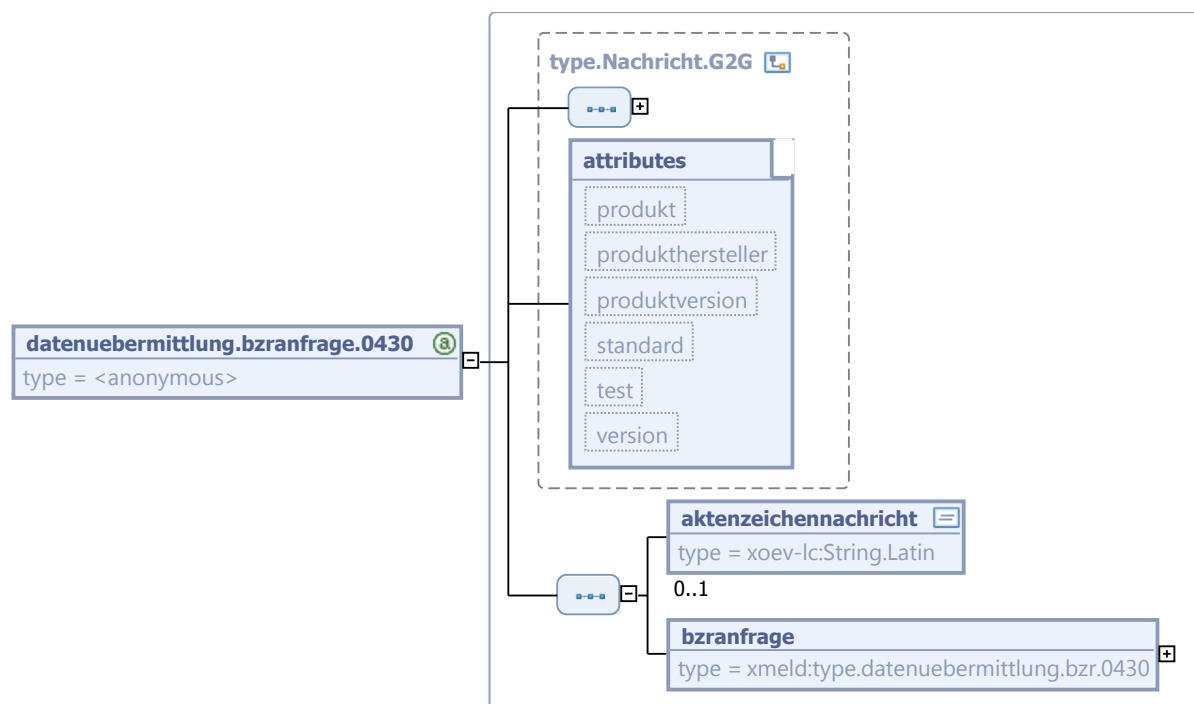 type.Nachricht.G2G
attributes
produkt
produkthersteller
produktversion
standard
test
version
datenuebermittlung.bzranfrage.0430
type = <anonymous>
aktenzeichennachricht
type = xoev-lc:String.Latin
0..1
bzranfrage
type = xmeld:type.datenuebermittlung.bzr.0430